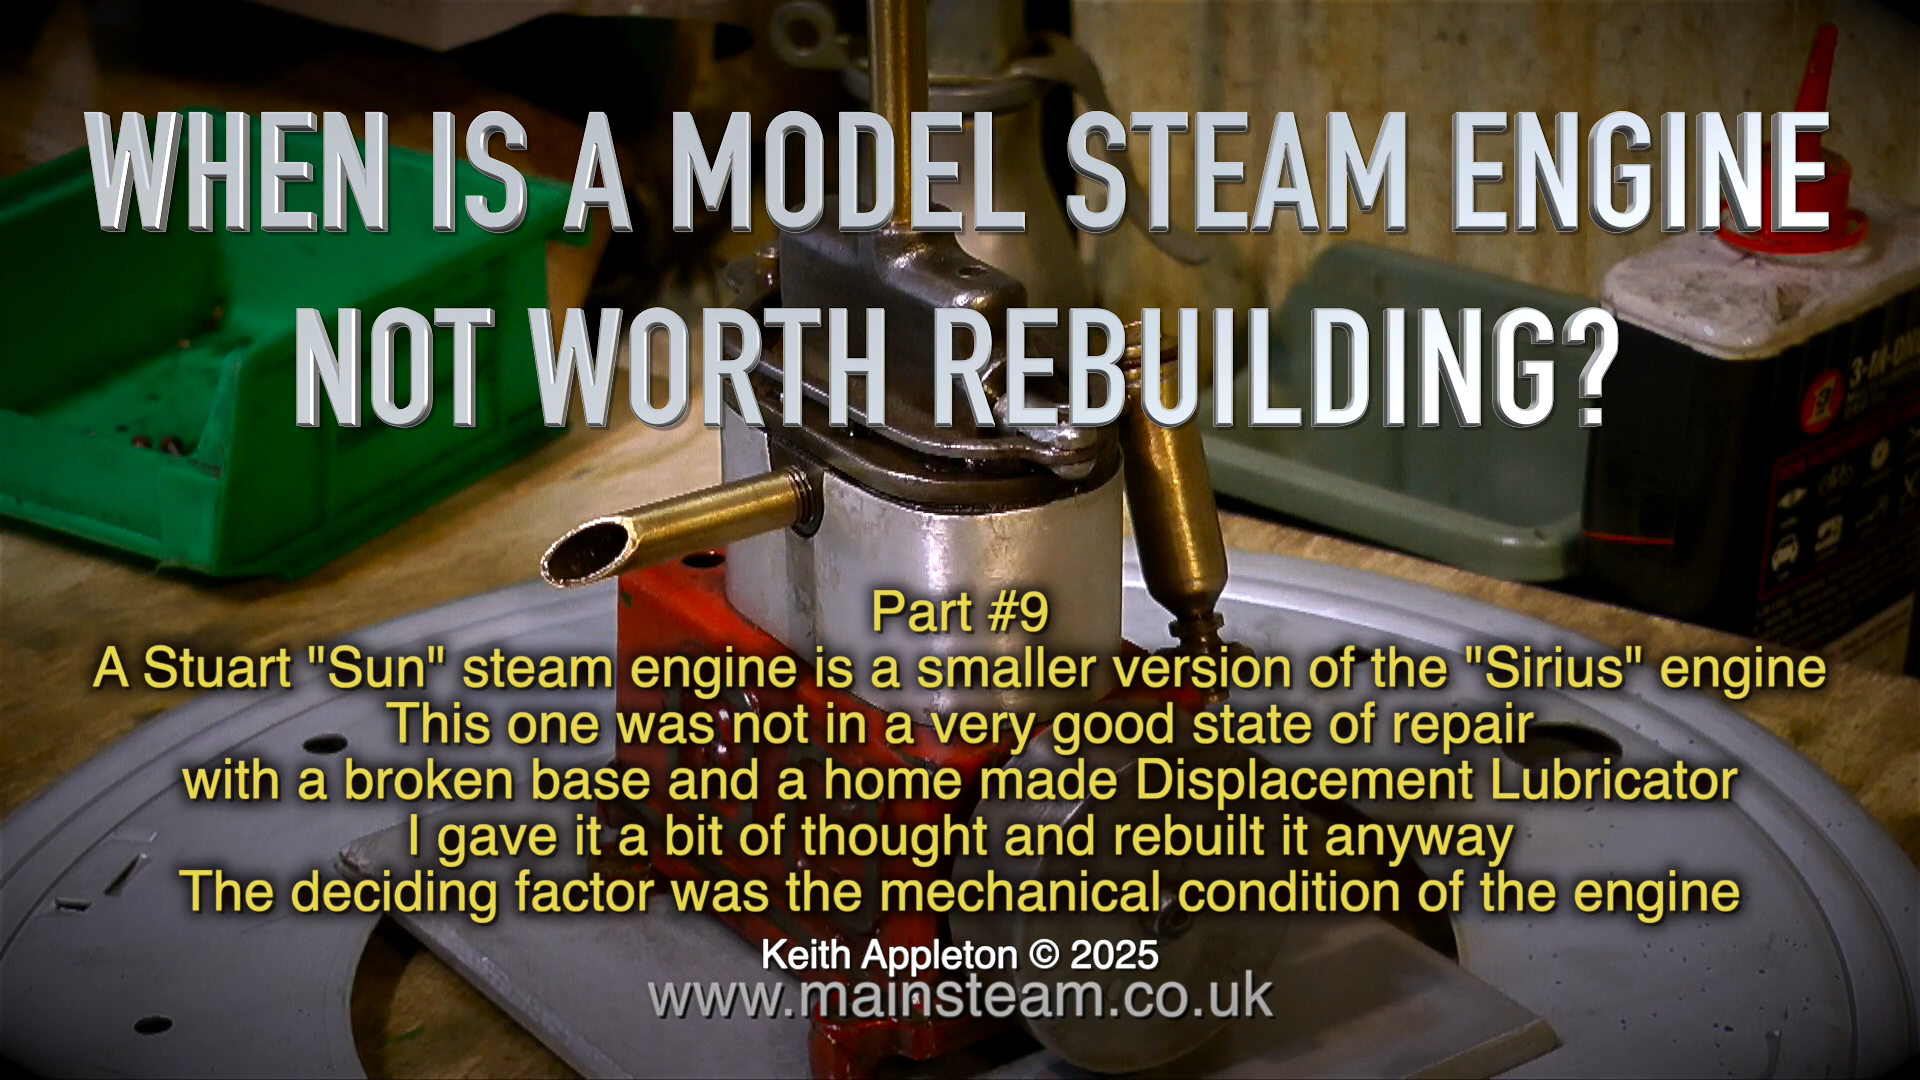 WHEN IS A MODEL STEAM ENGINE
NOT WORTH REBUILDING?
3-IN-ONE
Part #9
A Stuart "Sun" steam engine is a smaller version of the "Sirius" engine
This one was not in a very good state of repair
with a broken base and a home made Displacement Lubricator
I gave it a bit of thought and rebuilt it anyway
The deciding factor was the mechanical condition of the engine
Keith Appleton © 2025
www.mainsteam.co.uk